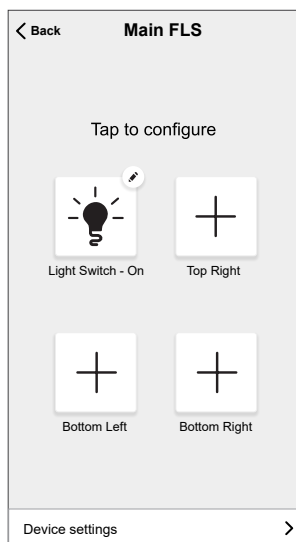 Back
Main FLS
Tap to configure
Light Switch - On
Top Right
Bottom Left
Bottom Right
Device settings